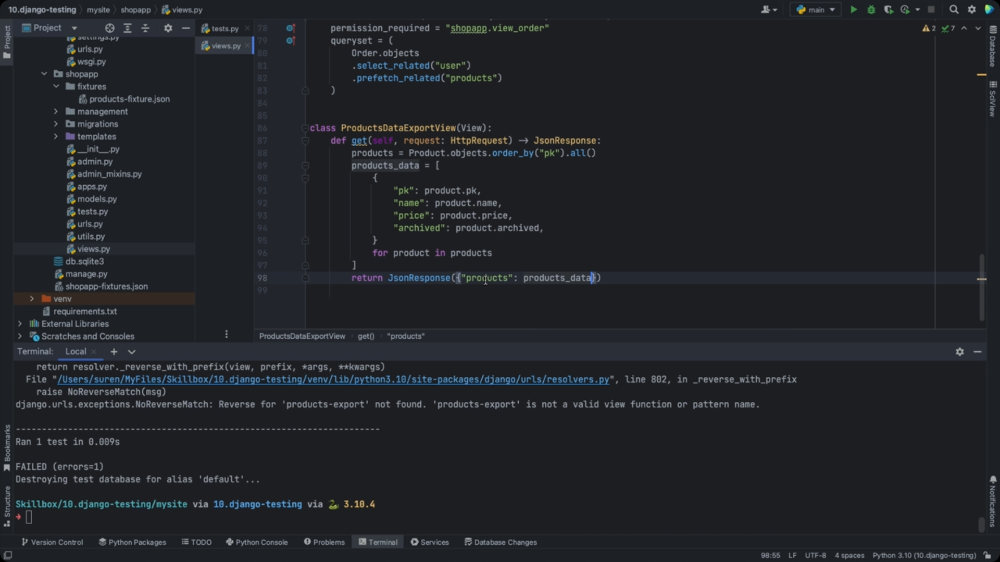 10.django-testing mysite shopapp views.py
main
Project
settings.py
urls.py
wsgi.py
shopapp
fixtures
products-fixture.json
management
migrations
templates
__init__.py
admin.py
admin_mixins.py
apps.py
models.py
tests.py
urls.py
utils.py
views.py
db.sqlite3
manage.py
shopapp-fixtures.json
venv
requirements.txt
External Libraries
Scratches and Consoles
Project
tests.py
views.py
2 7
78 permission_required = "shopapp.view_order"
79 queryset = (
80 Order.objects
81 .select_related("user")
82 .prefetch_related("products")
83 )
84
85
86 class ProductsDataExportView(View):
87 def get(self, request: HttpRequest) → JsonResponse:
88 products = Product.objects.order_by("pk").all()
89 products_data = [
90 {
91 "pk": product.pk,
92 "name": product.name,
93 "price": product.price,
94 "archived": product.archived,
95 }
96 for product in products
97 ]
98 return JsonResponse({"products": products_data})
99
ProductsDataExportView get() "products"
Database
SciView
Terminal: Local
return resolver._reverse_with_prefix(view, prefix, *args, **kwargs)
File "/Users/suren/MyFiles/Skillbox/10.django-testing/venv/lib/python3.10/site-packages/django/urls/resolvers.py", line 802, in _reverse_with_prefix
raise NoReverseMatch(msg)
django.urls.exceptions.NoReverseMatch: Reverse for 'products-export' not found. 'products-export' is not a valid view function or pattern name.
----------------------------------------------------------------------
Ran 1 test in 0.009s
FAILED (errors=1)
Destroying test database for alias 'default'...
Skillbox/10.django-testing/mysite via 10.django-testing via 3.10.4
Bookmarks
Structure
Notifications
Version Control Python Packages TODO Python Console Problems Terminal Services Database Changes
98:55 LF UTF-8 4 spaces Python 3.10 (10.django-testing)